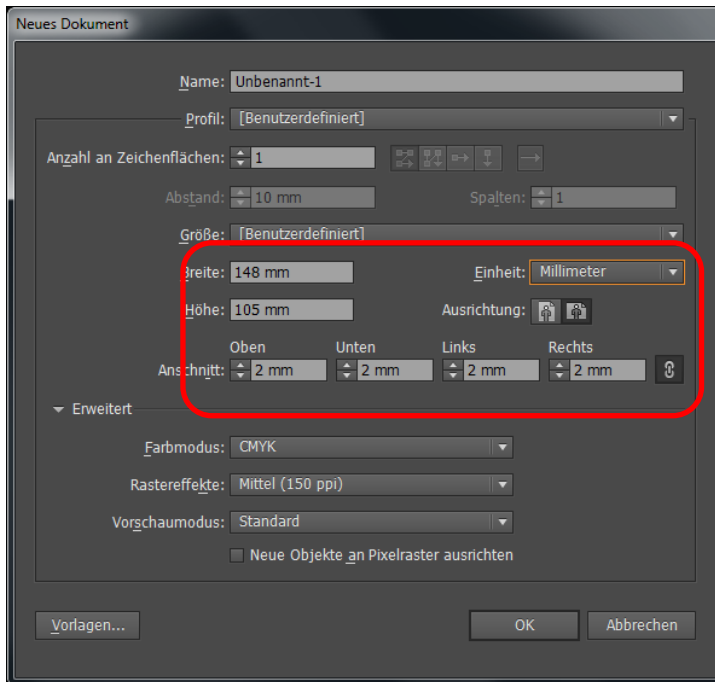 Neues Dokument
Name: Unbenannt-1
Profil: [Benutzerdefiniert]
Anzahl an Zeichenflächen: 1
Abstand: 10 mm Spalten: 1
Größe: [Benutzerdefiniert]
Breite: 148 mm Einheit: Millimeter
Höhe: 105 mm Ausrichtung:
Oben Unten Links Rechts
Anschnitt: 2 mm 2 mm 2 mm 2 mm
Erweitert
Farbmodus: CMYK
Rastereffekte: Mittel (150 ppi)
Vorschaumodus: Standard
Neue Objekte an Pixelraster ausrichten
Vorlagen... OK Abbrechen